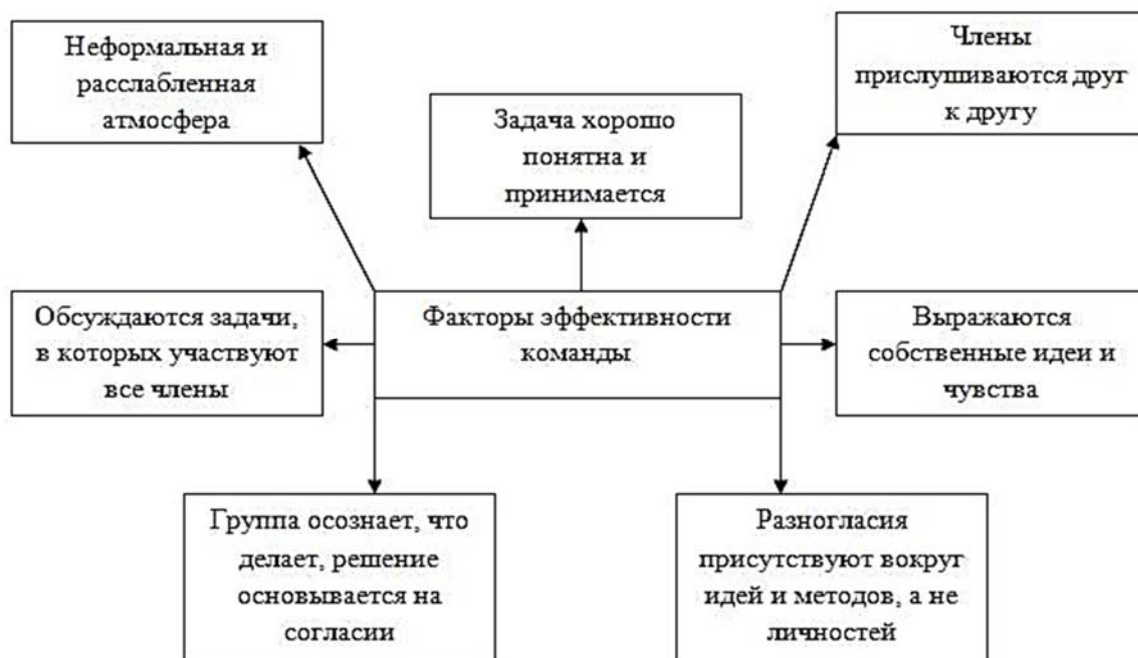 Неформальная и
расслабленная
атмосфера
Задача хорошо
понятна и
принимается
Члены
прислушиваются друг
к другу
Обсуждаются задачи,
в которых участвуют
все члены
Факторы эффективности
команды
Выражаются
собственные идеи и
чувства
Группа осознает, что
делает, решение
основывается на
согласии
Разногласия
присутствуют вокруг
идей и методов, а не
личностей